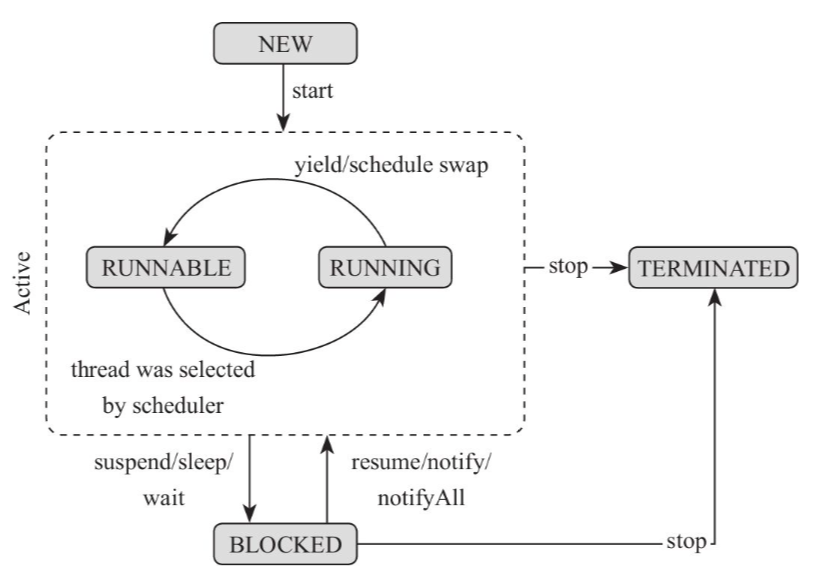 NEW
start
yield/schedule swap
RUNNABLE
RUNNING
stop
TERMINATED
Active
thread was selected
by scheduler
suspend/sleep/
wait
resume/notify/
notifyAll
BLOCKED
stop